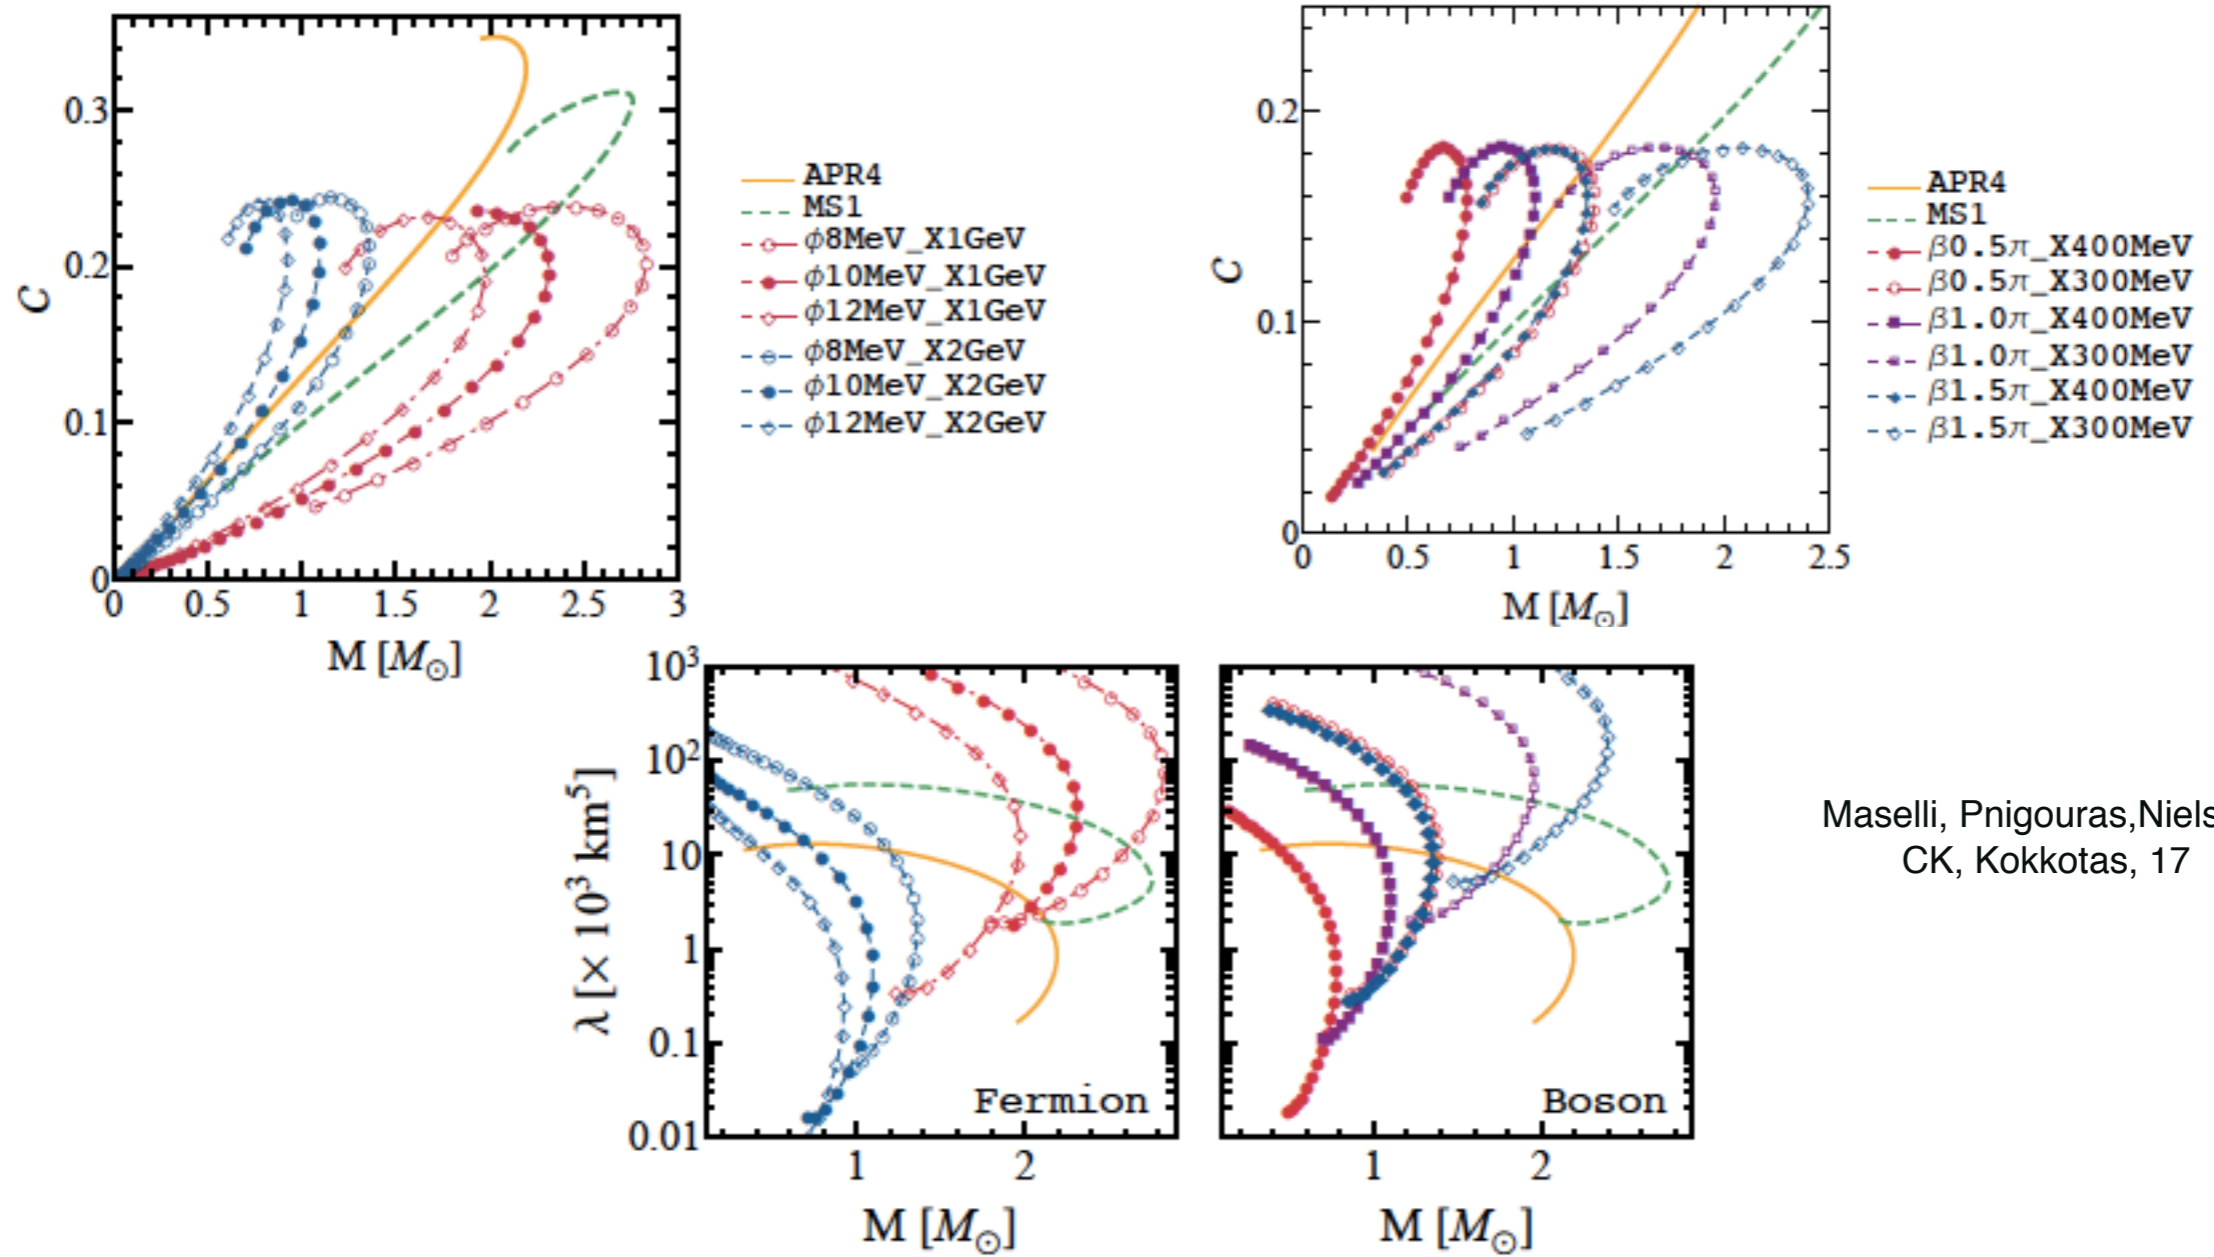 C
0.3
0.2
0.1
0
0 0.5 1 1.5 2 2.5 3
M [M⊙]
APR4
MS1
ϕ8MeV_X1GeV
ϕ10MeV_X1GeV
ϕ12MeV_X1GeV
ϕ8MeV_X2GeV
ϕ10MeV_X2GeV
ϕ12MeV_X2GeV
C
0.2
0.1
0
0 0.5 1 1.5 2 2.5
M [M⊙]
APR4
MS1
β0.5π_X400MeV
β0.5π_X300MeV
β1.0π_X400MeV
β1.0π_X300MeV
β1.5π_X400MeV
β1.5π_X300MeV
λ [× 10³ km⁵]
10³
10²
10
1
0.1
0.01
Fermion
1 2
M [M⊙]
Boson
1 2
M [M⊙]
Maselli, Pnigouras,Niels
CK, Kokkotas, 17